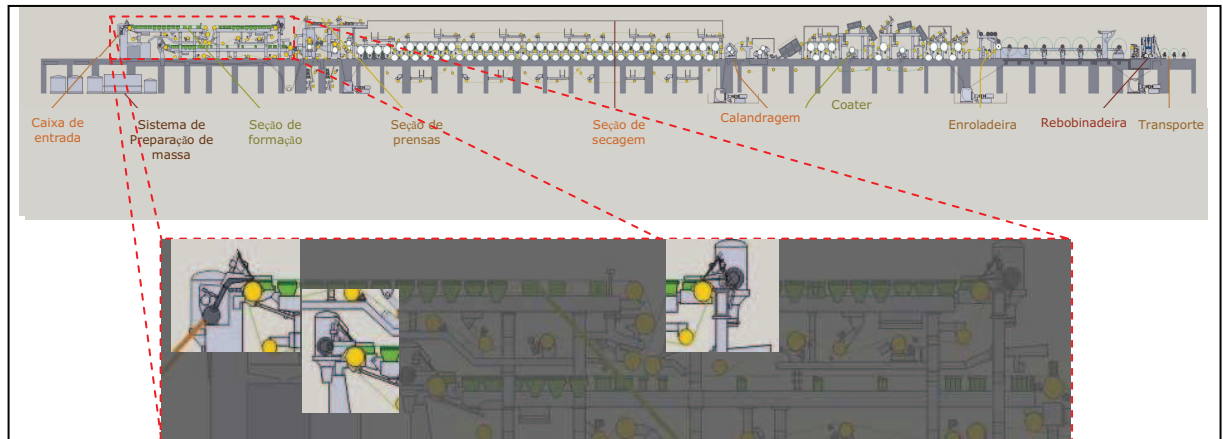 Caixa de
entrada
Sistema de
Preparação de
massa
Seção de
formação
Seção de
prensas
Seção de
secagem
Calandragem
Coater
Enroladeira
Rebobinadeira
Transporte